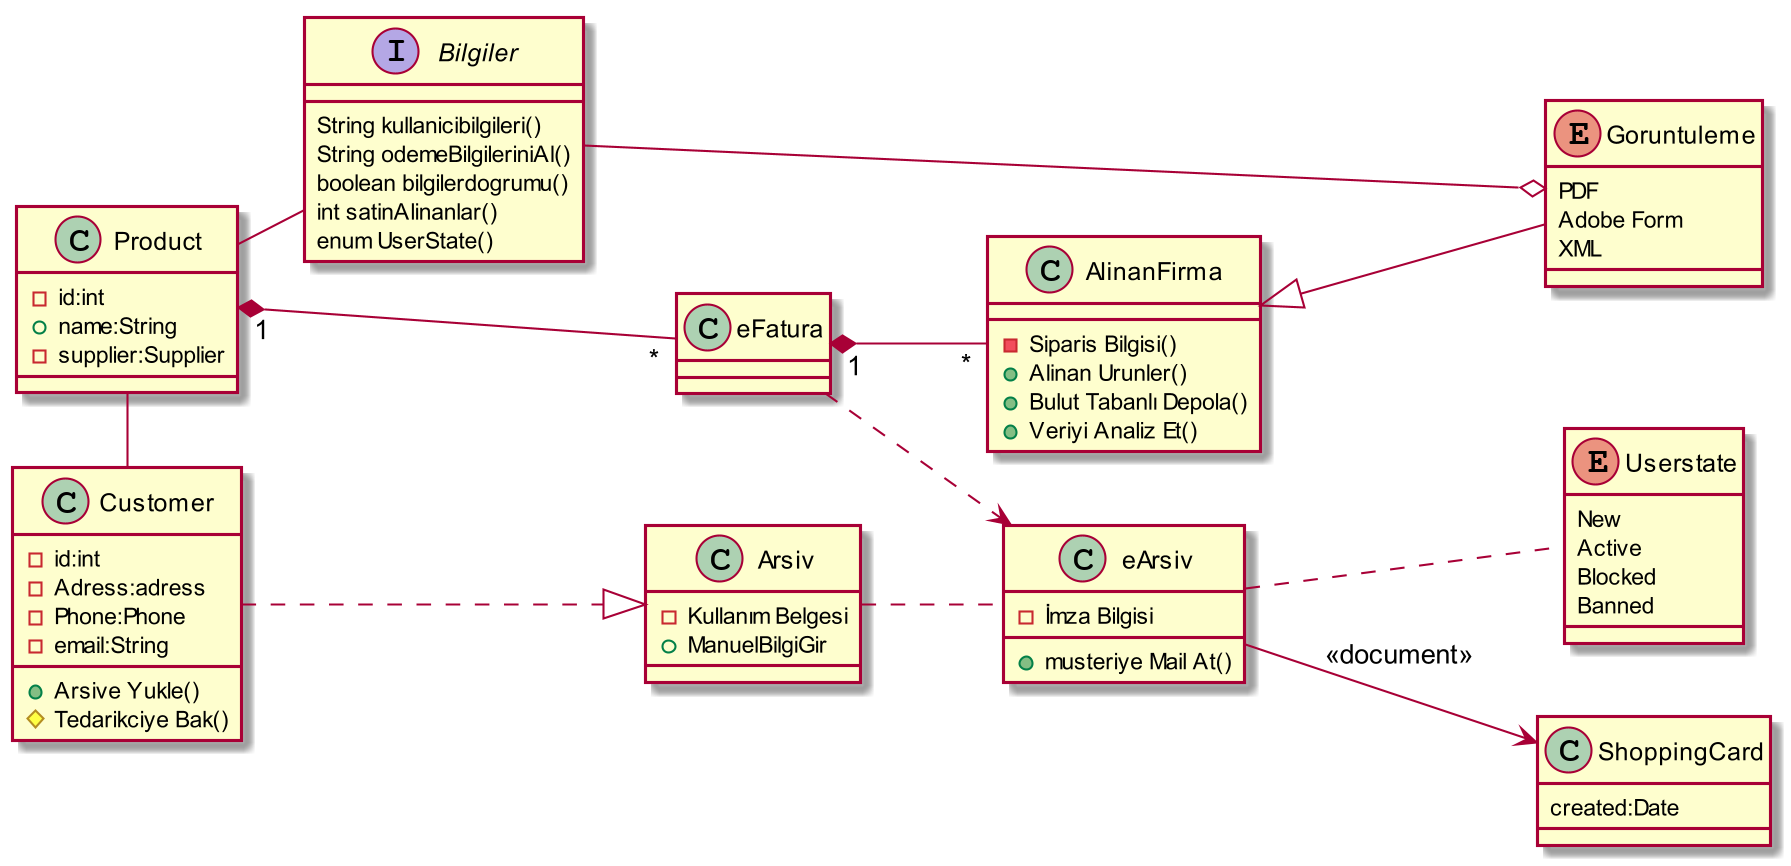 I Bilgiler
String kullanicibilgileri()
String odemeBilgileriniAl()
boolean bilgilerdogrumu()
int satinAlinanlar()
enum UserState()
E Goruntuleme
PDF
Adobe Form
XML
C Product
id:int
name:String
supplier:Supplier
1
*
C eFatura
1
*
C AlinanFirma
Siparis Bilgisi()
Alinan Urunler()
Bulut Tabanlı Depola()
Veriyi Analiz Et()
C Customer
id:int
Adress:adress
Phone:Phone
email:String
Arsive Yukle()
Tedarikciye Bak()
C Arsiv
Kullanım Belgesi
ManuelBilgiGir
C eArsiv
İmza Bilgisi
musteriye Mail At()
E Userstate
New
Active
Blocked
Banned
«document»
C ShoppingCard
created:Date